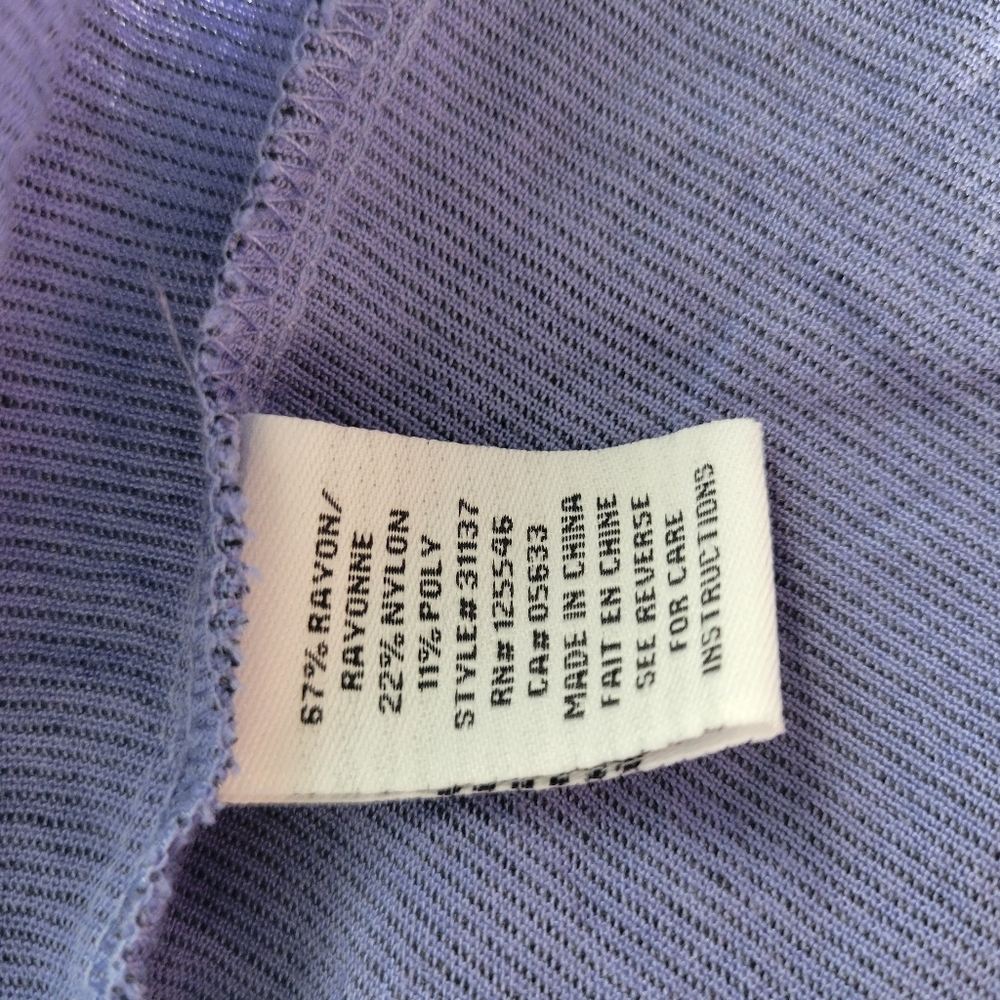 67% RAYON/
RAYONNE
22% NYLON
11% POLY
STYLE# 31137
RN# 125546
CA# 05633
MADE IN CHINA
FAIT EN CHINE
SEE REVERSE
FOR CARE
INSTRUCTIONS